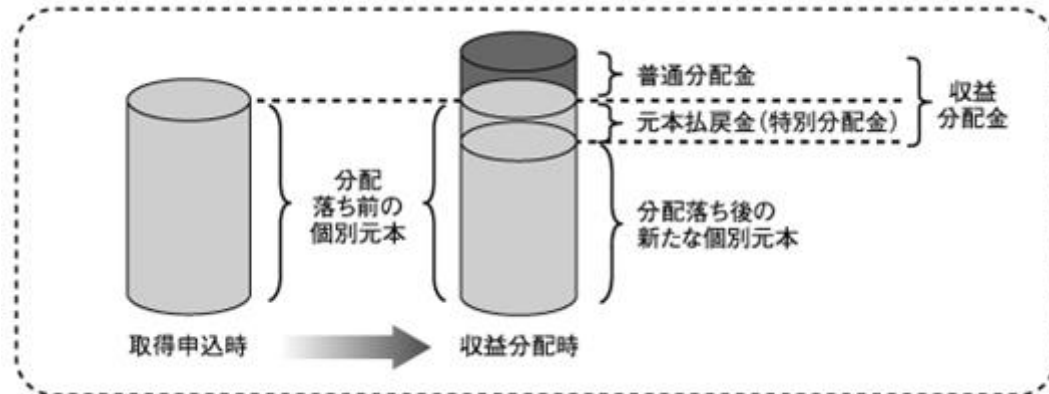 普通分配金
元本払戻金(特別分配金)
収益
分配金
分配
落ち前の
個別元本
分配落ち後の
新たな個別元本
取得申込時
収益分配時